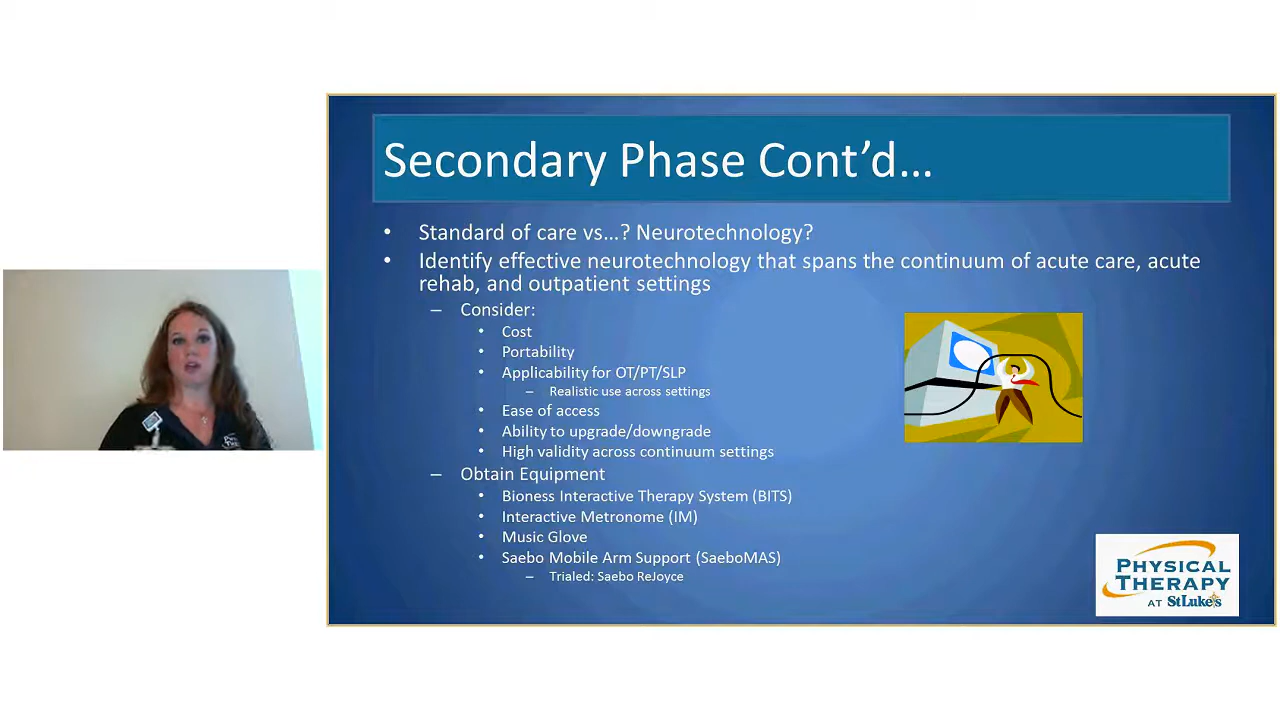 Secondary Phase Cont’d…
• Standard of care vs…? Neurotechnology?
• Identify effective neurotechnology that spans the continuum of acute care, acute
rehab, and outpatient settings
– Consider:
• Cost
• Portability
• Applicability for OT/PT/SLP
– Realistic use across settings
• Ease of access
• Ability to upgrade/downgrade
• High validity across continuum settings
– Obtain Equipment
• Bioness Interactive Therapy System (BITS)
• Interactive Metronome (IM)
• Music Glove
• Saebo Mobile Arm Support (SaeboMAS)
– Trialed: Saebo ReJoyce
PHYSICAL
THERAPY
AT StLuke's